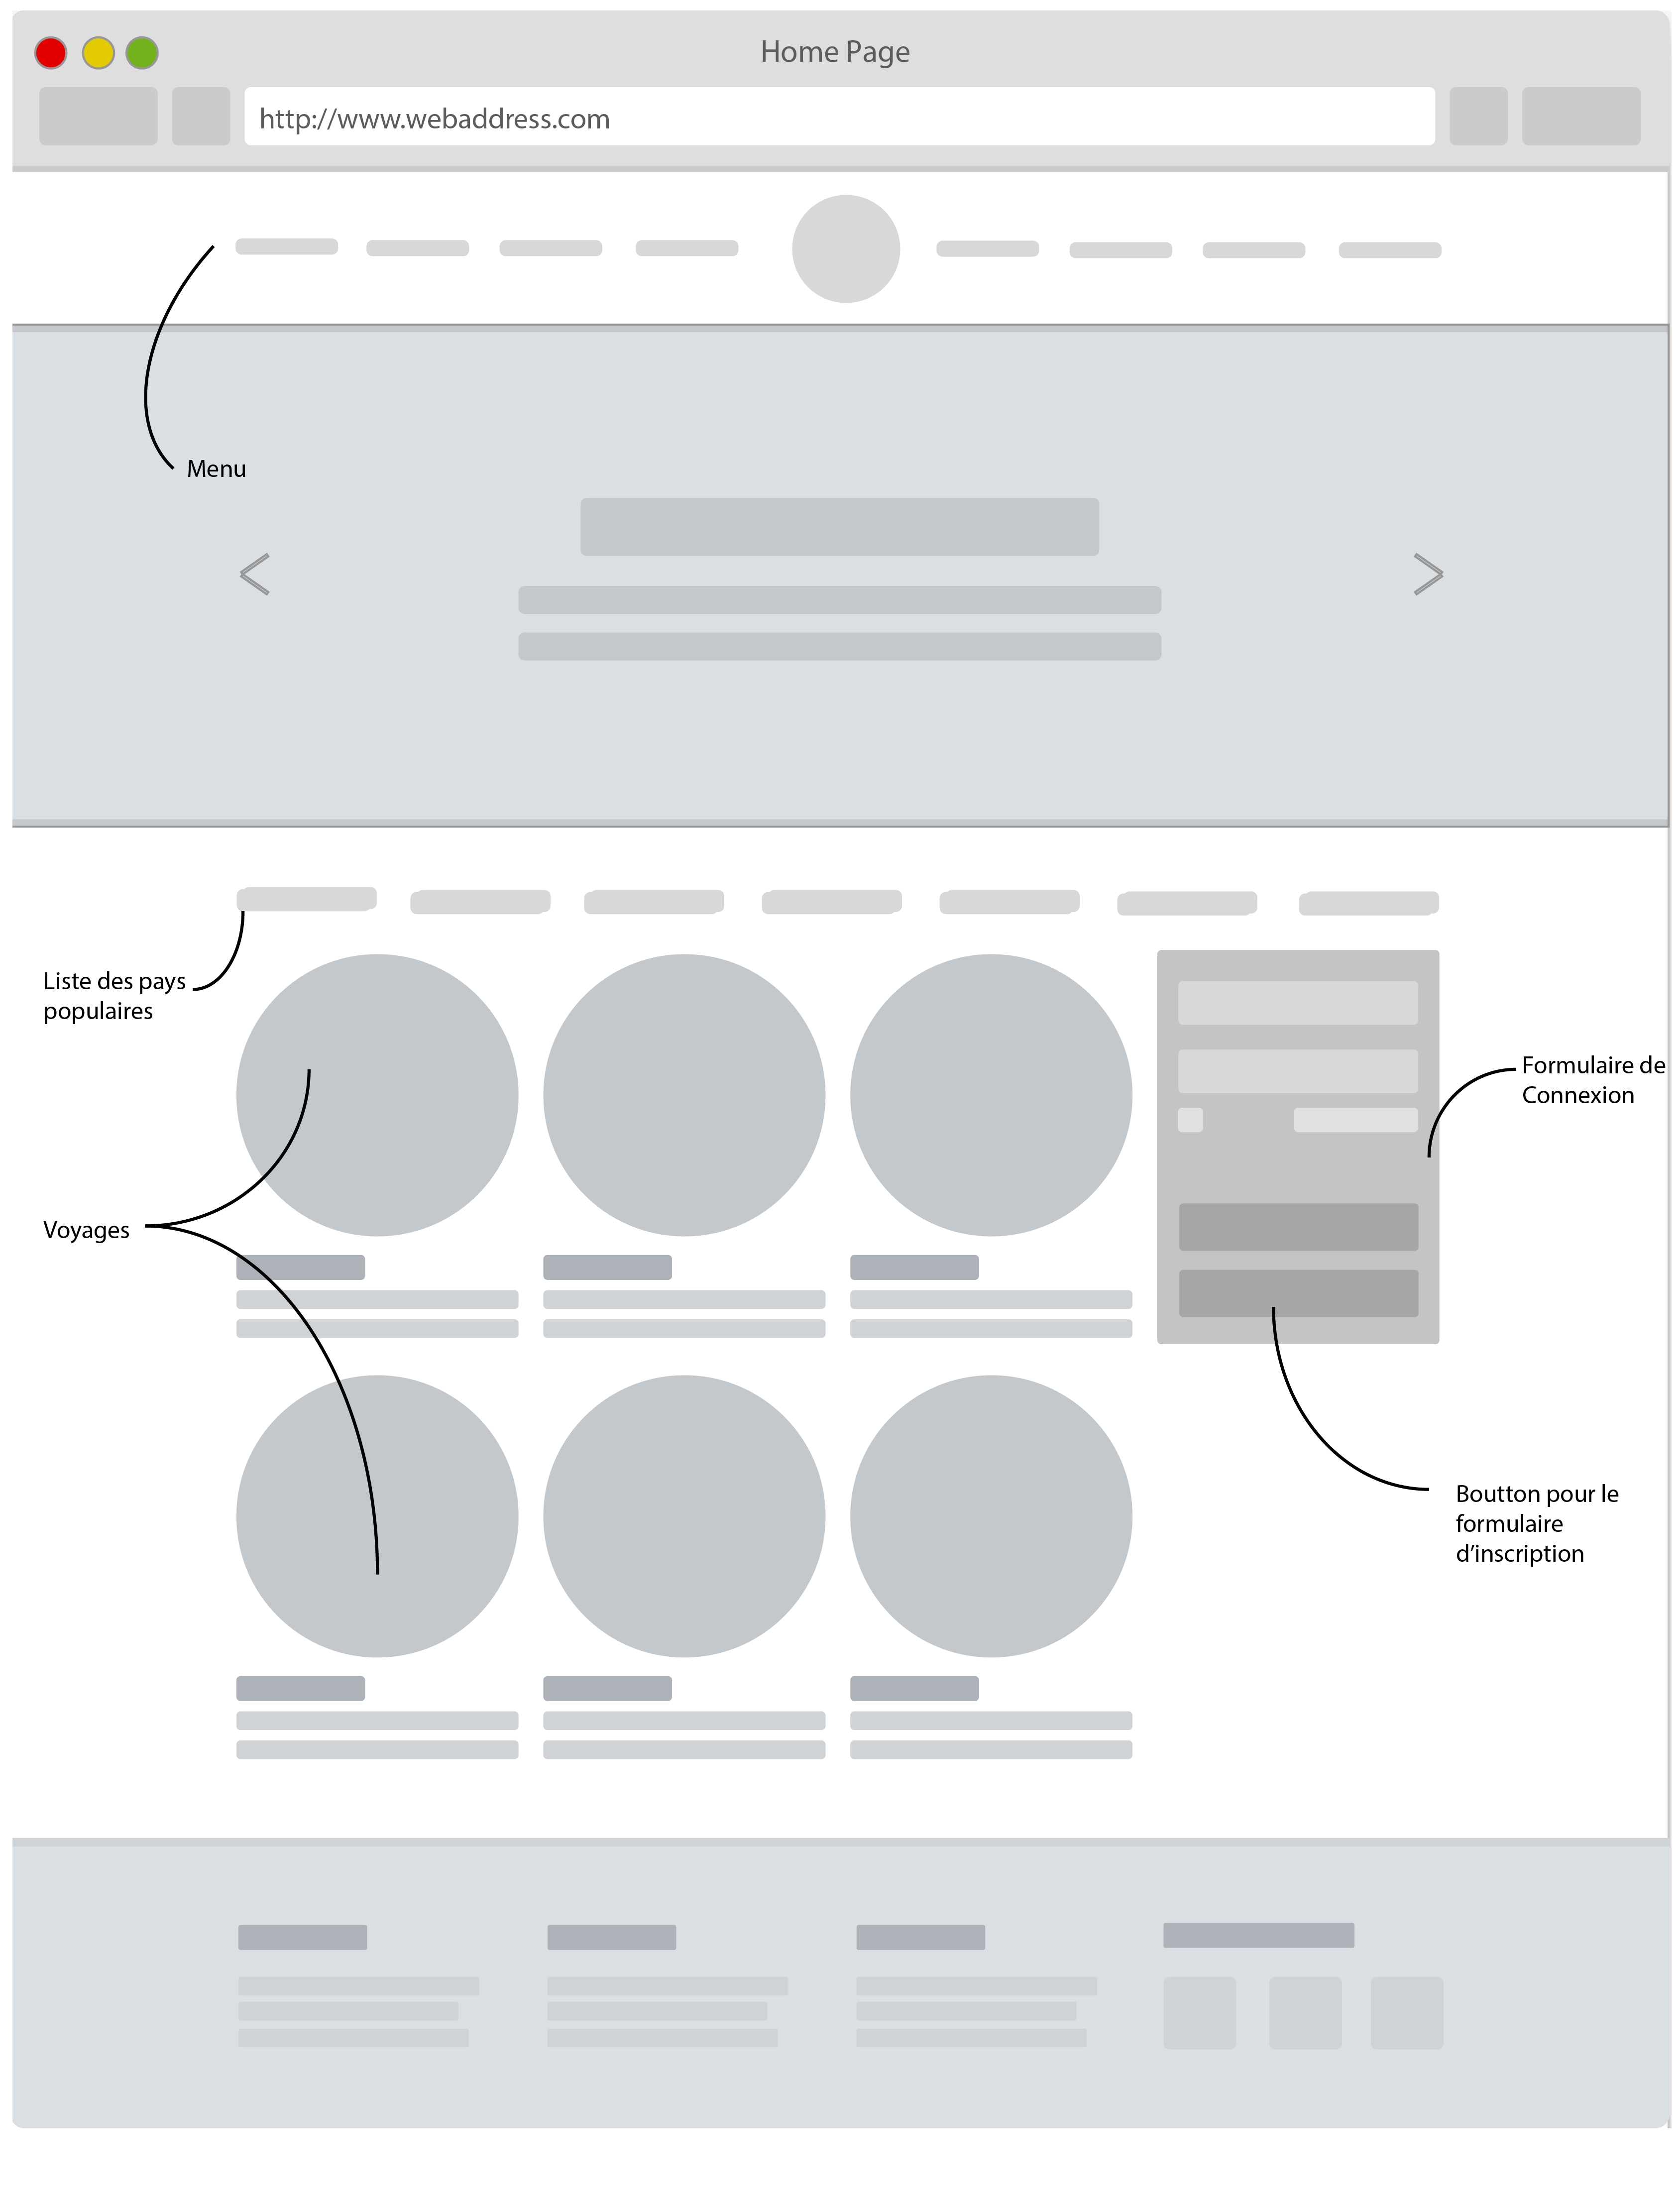 Home Page
http://www.webaddress.com
Menu
Liste des pays
populaires
Formulaire de
Connexion
Voyages
Boutton pour le
formulaire
d'inscription